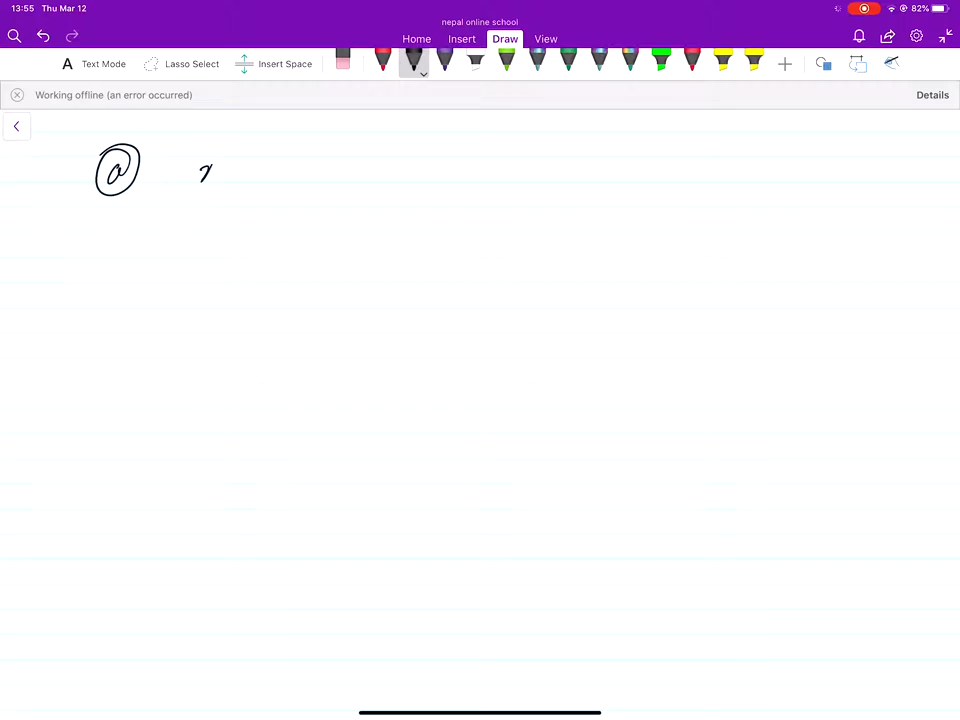 13:55 Thu Mar 12
82%
nepal online school
Home Insert Draw View
A Text Mode Lasso Select Insert Space
Working offline (an error occurred) Details
a x